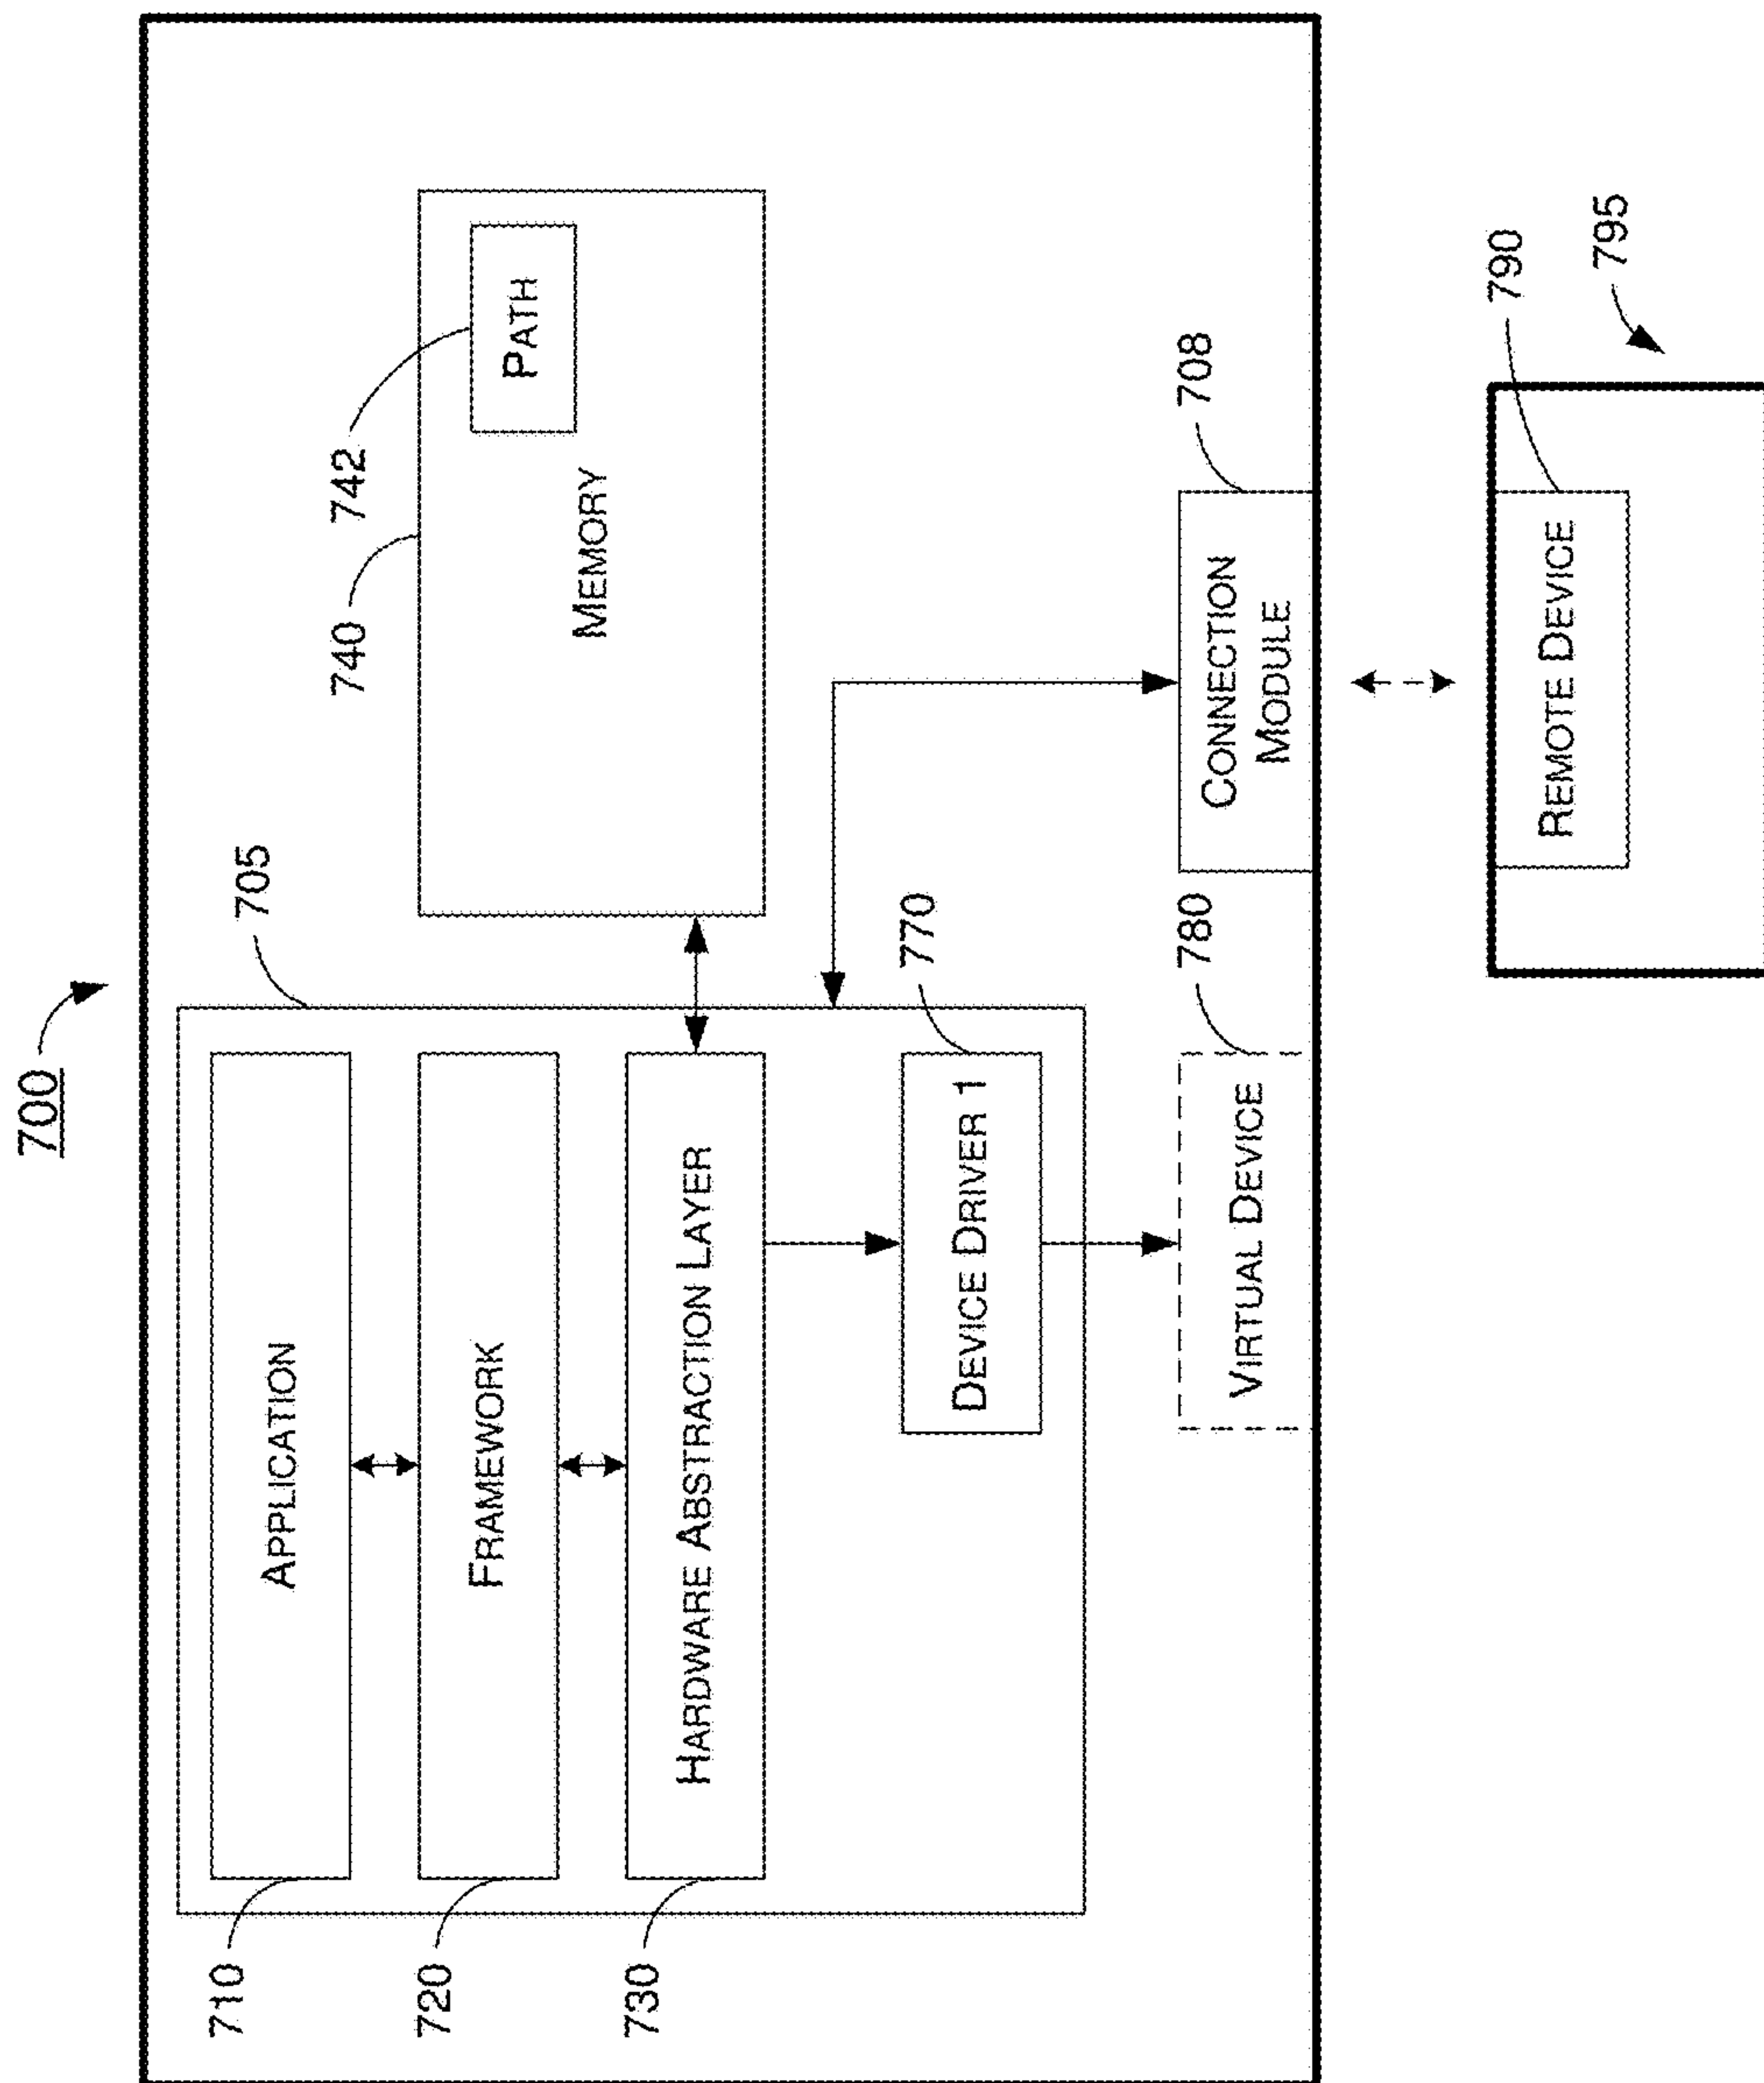 700
705
710
APPLICATION
720
FRAMEWORK
730
HARDWARE ABSTRACTION LAYER
740
742
PATH
MEMORY
770
DEVICE DRIVER 1
780
VIRTUAL DEVICE
708
CONNECTION
MODULE
790
REMOTE DEVICE
795